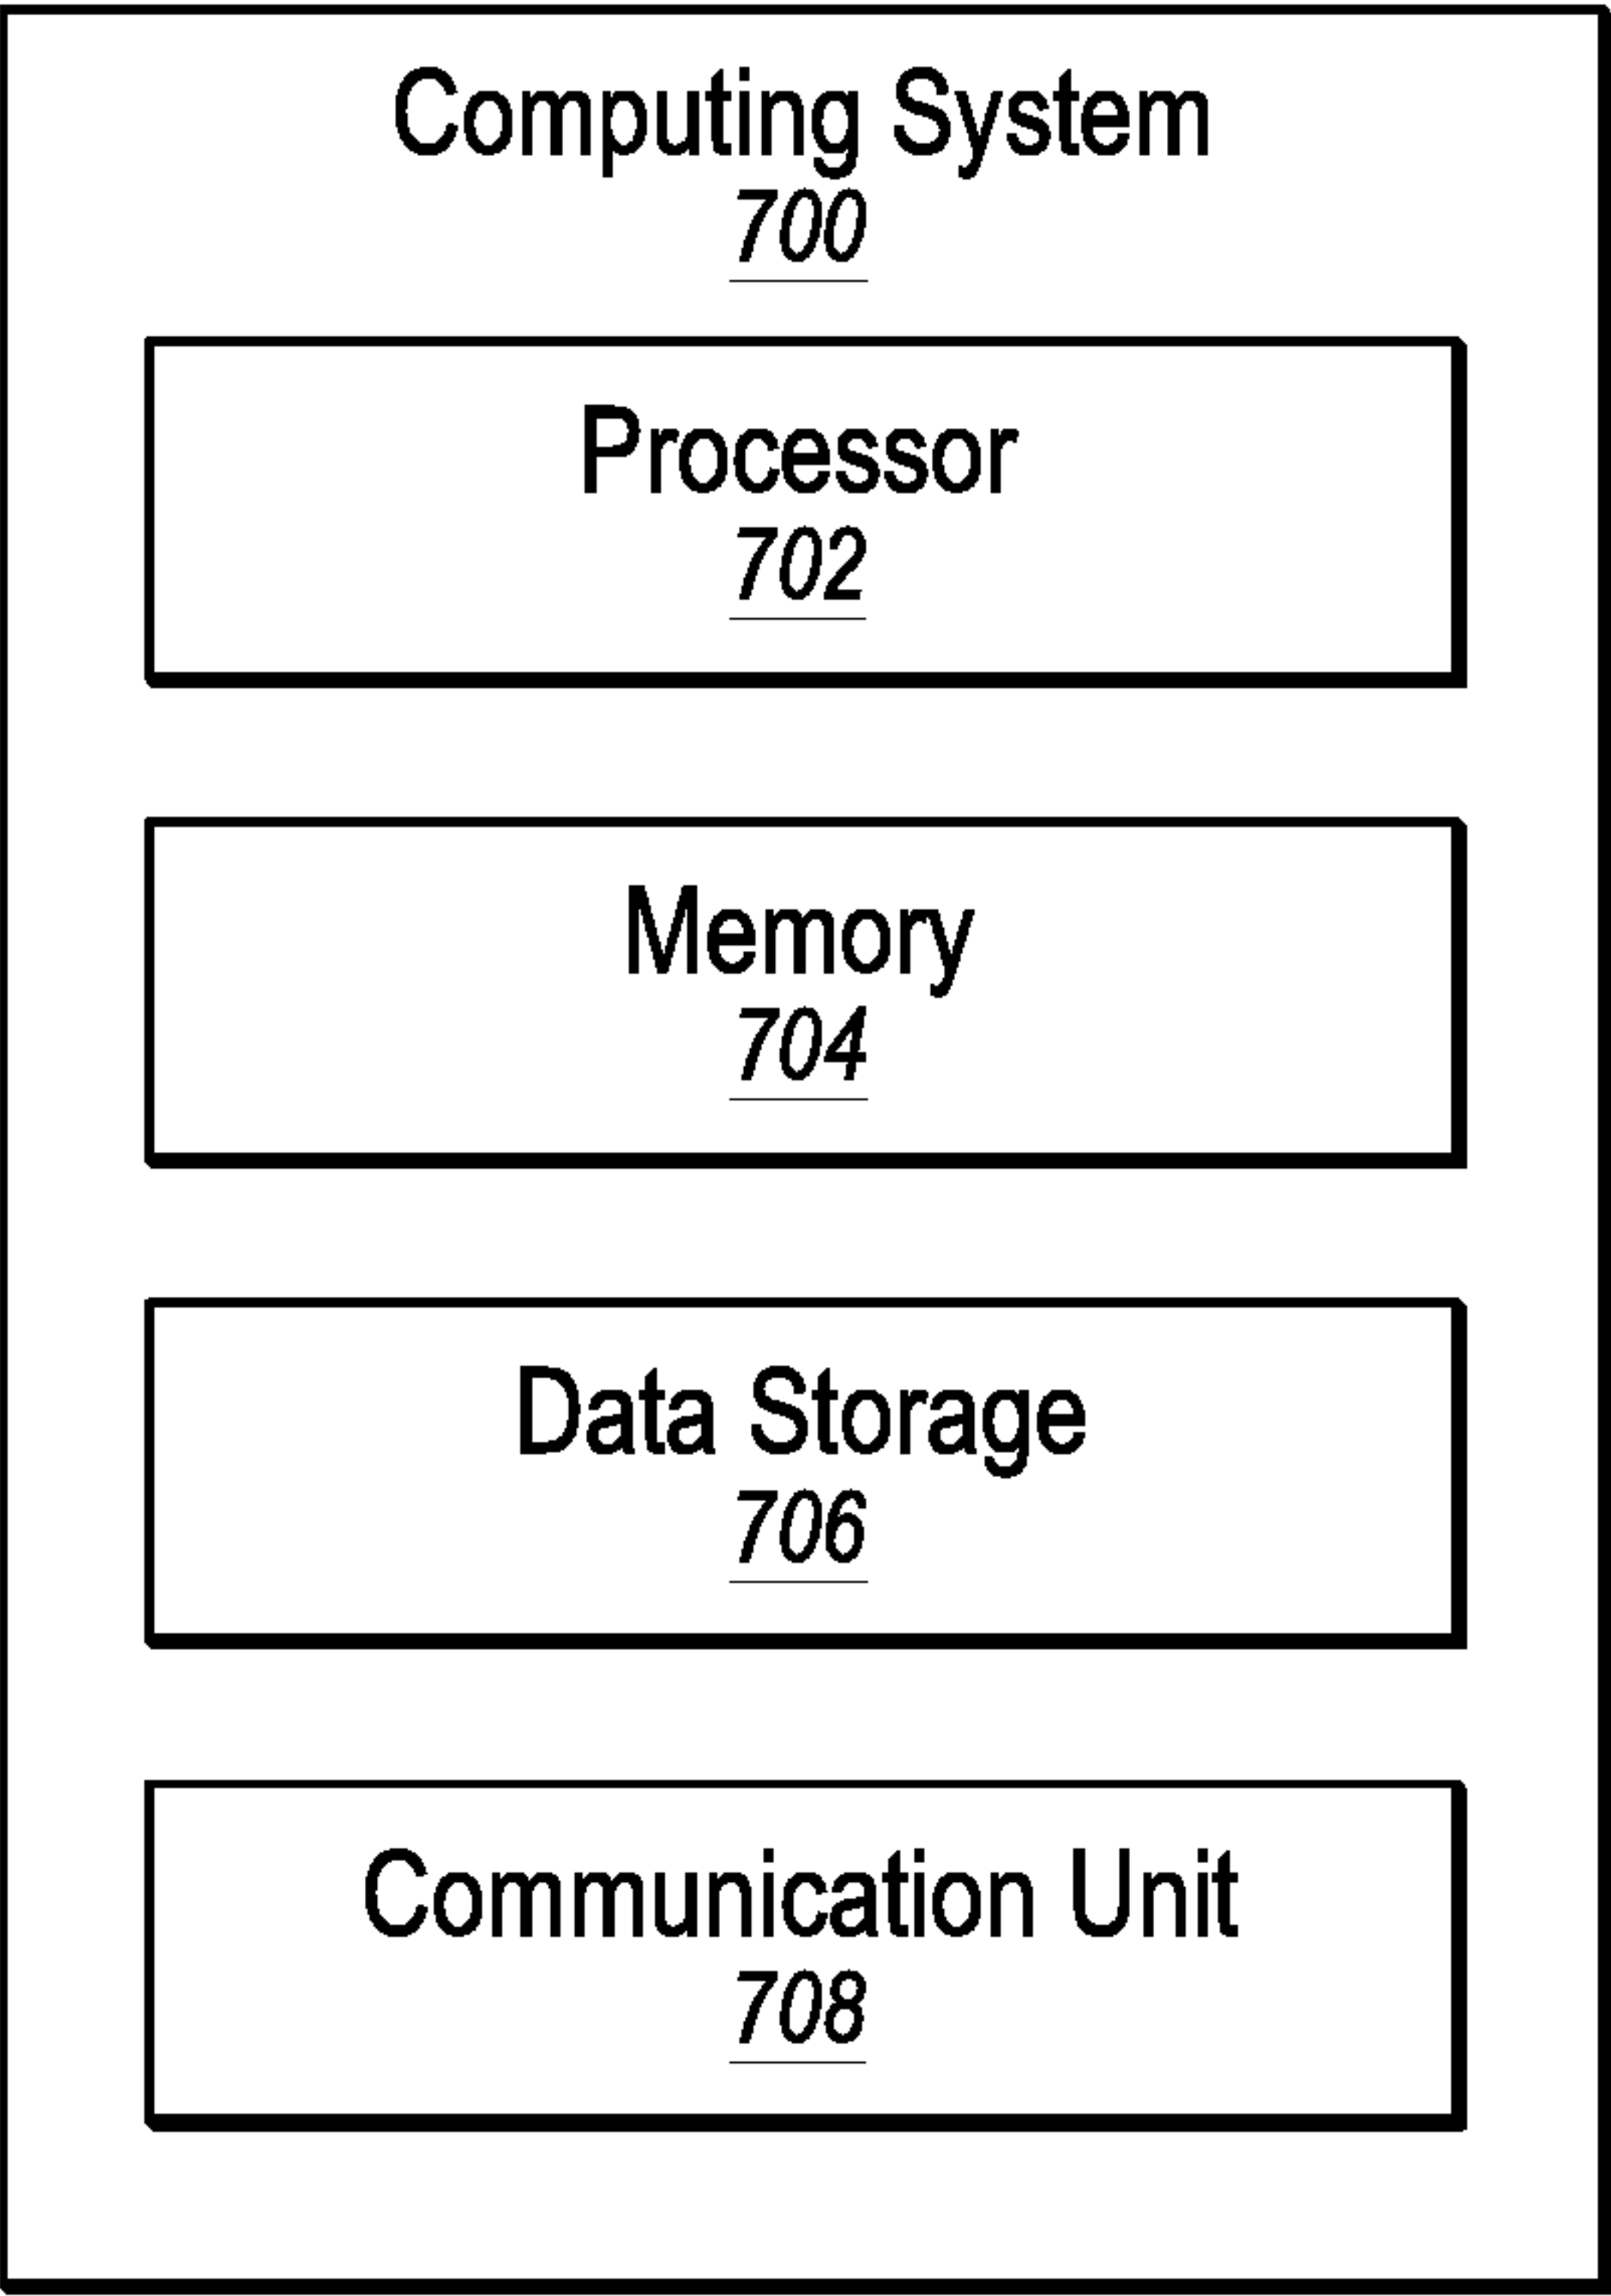 Computing System
700
Processor
702
Memory
704
Data Storage
706
Communication Unit
708